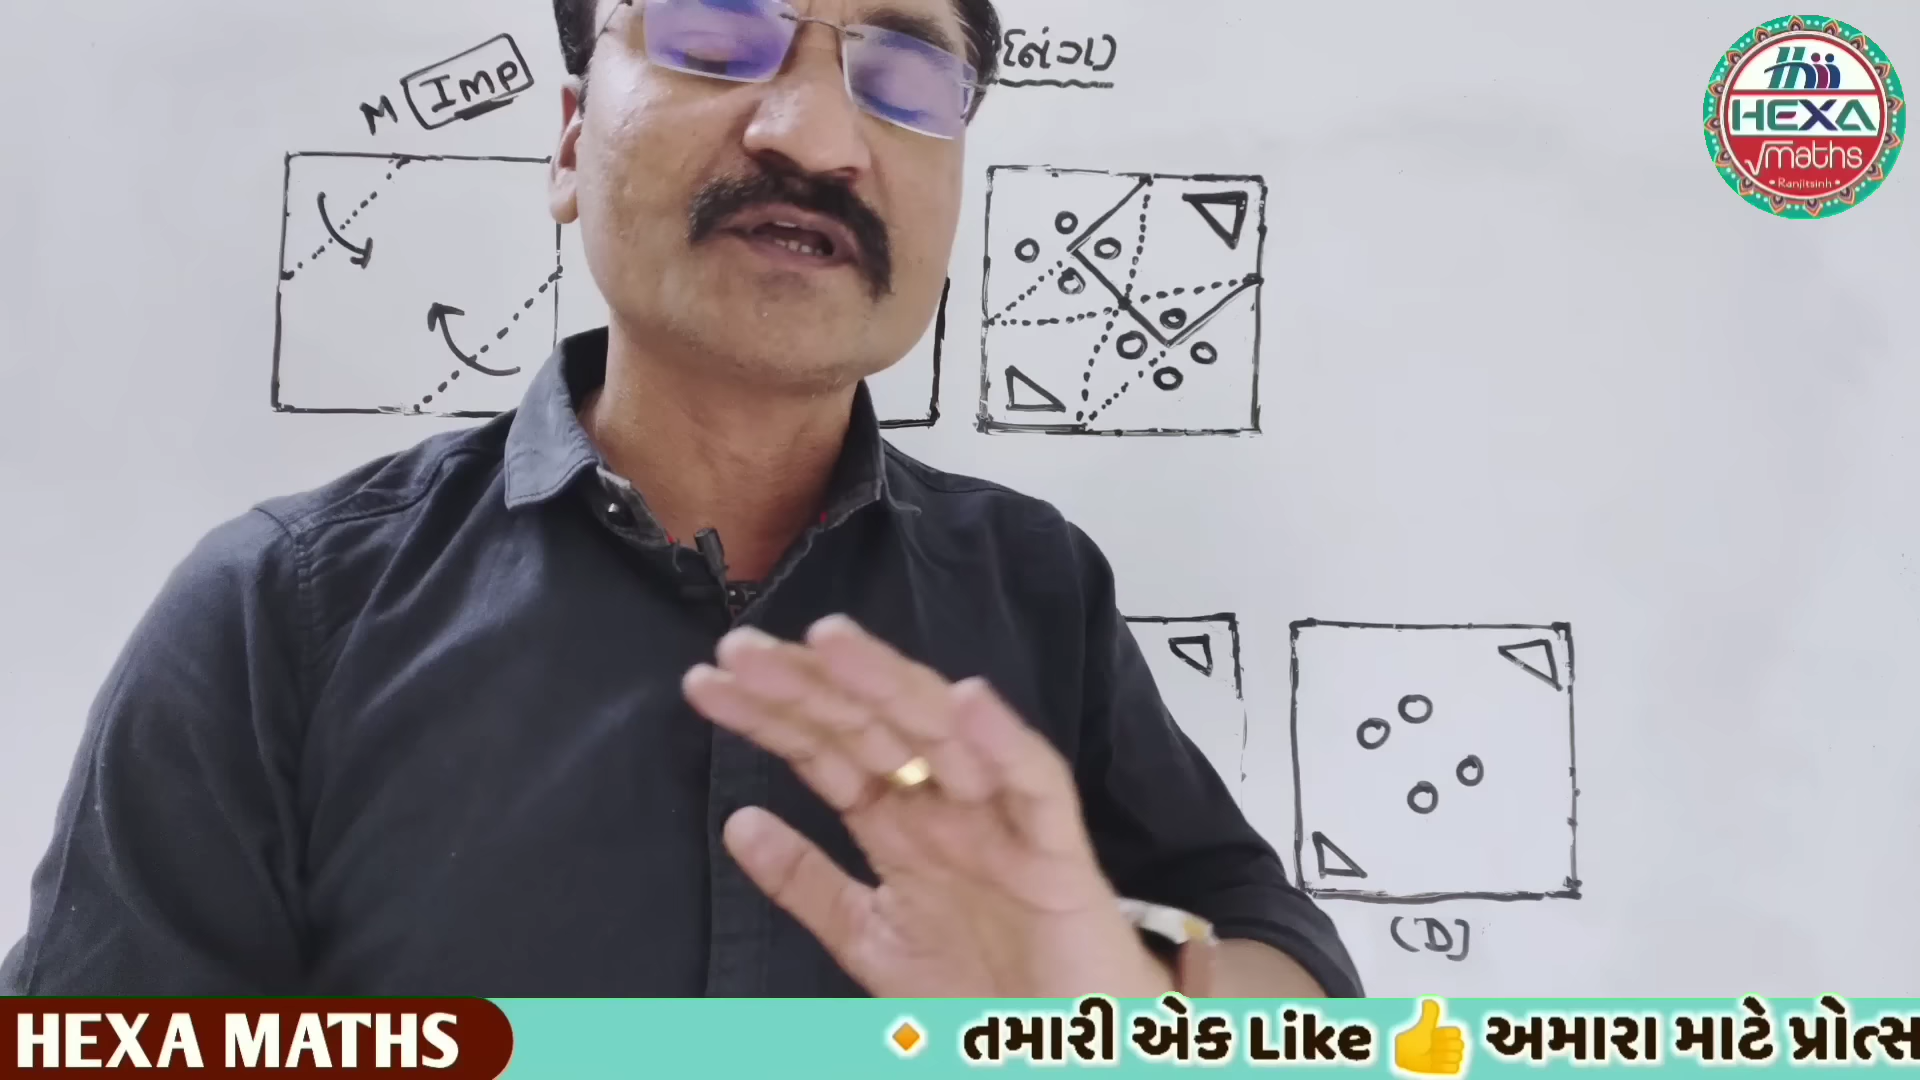 M Imp નિંગ)
HEXA
√maths
• Ranjitsinh •
(D)
HEXA MATHS
🔸 તમારી એક Like 👍 અમારા માટે પ્રોત્સ